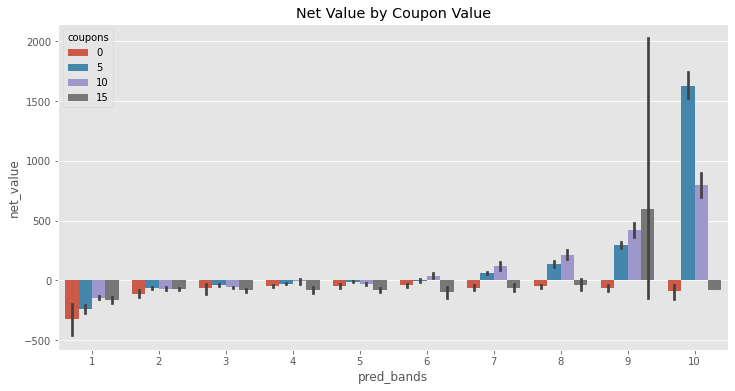 Net Value by Coupon Value
coupons
0
5
10
15
net_value
2000
1500
1000
500
0
−500
1 2 3 4 5 6 7 8 9 10
pred_bands